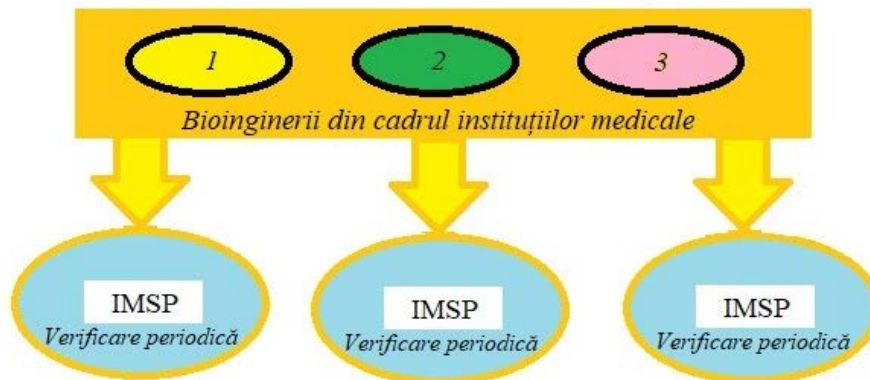 1 2 3
Bioinginerii din cadrul instituțiilor medicale
IMSP IMSP IMSP
Verificare periodică Verificare periodică Verificare periodică